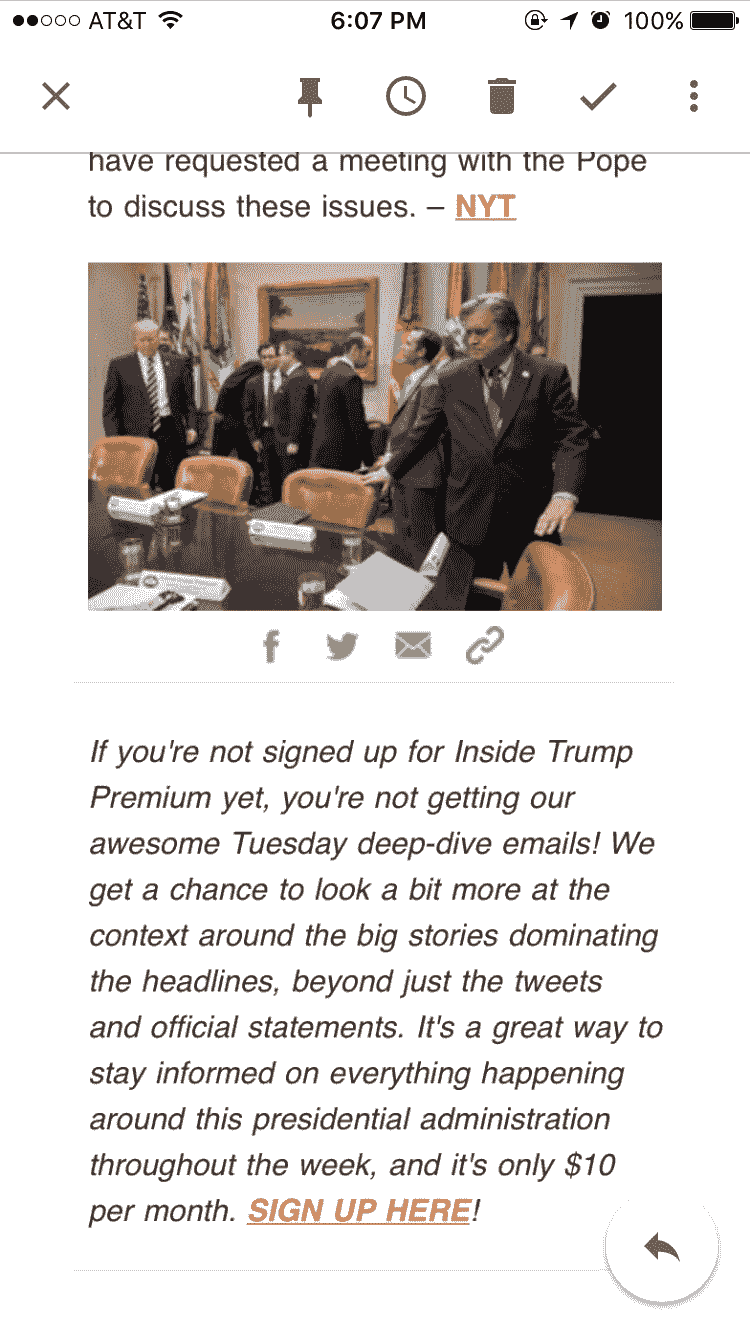 AT&T 6:07 PM 100%
have requested a meeting with the Pope
to discuss these issues. – NYT
If you're not signed up for Inside Trump
Premium yet, you're not getting our
awesome Tuesday deep-dive emails! We
get a chance to look a bit more at the
context around the big stories dominating
the headlines, beyond just the tweets
and official statements. It's a great way to
stay informed on everything happening
around this presidential administration
throughout the week, and it's only $10
per month. SIGN UP HERE!